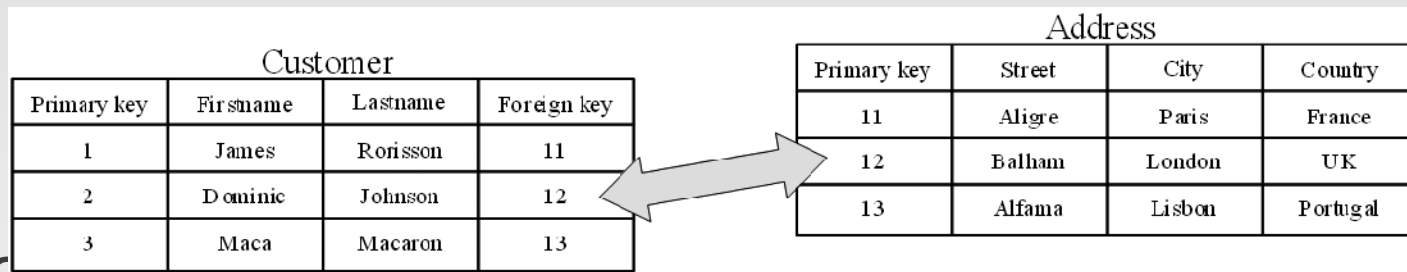 Customer
Primary key Firstname Lastname Foreign key
1 James Rorisson 11
2 Dominic Johnson 12
3 Maca Macaron 13
Address
Primary key Street City Country
11 Aligre Paris France
12 Balham London UK
13 Alfama Lisbon Portugal